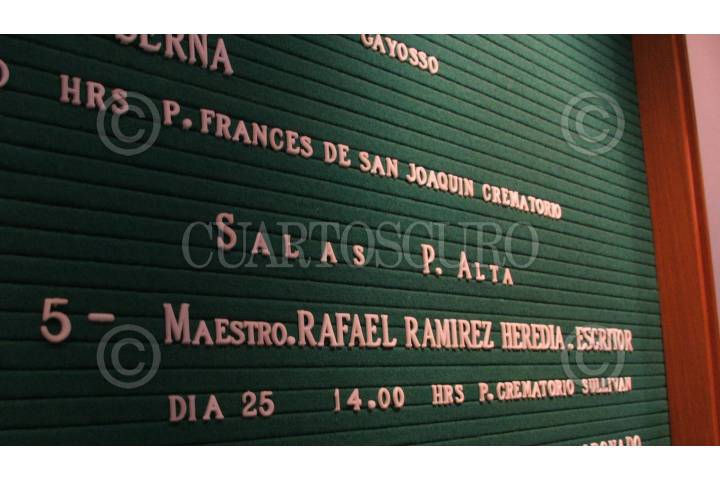 GAYOSSO
HRS P. FRANCES DE SAN JOAQUIN CREMATORIO
SALAS P. ALTA
5 - MAESTRO. RAFAEL RAMIREZ HEREDIA. ESCRITOR
DIA 25 14.00 HRS P. CREMATORIO SULLIVAN
© CUARTOSCURO ©
© ©